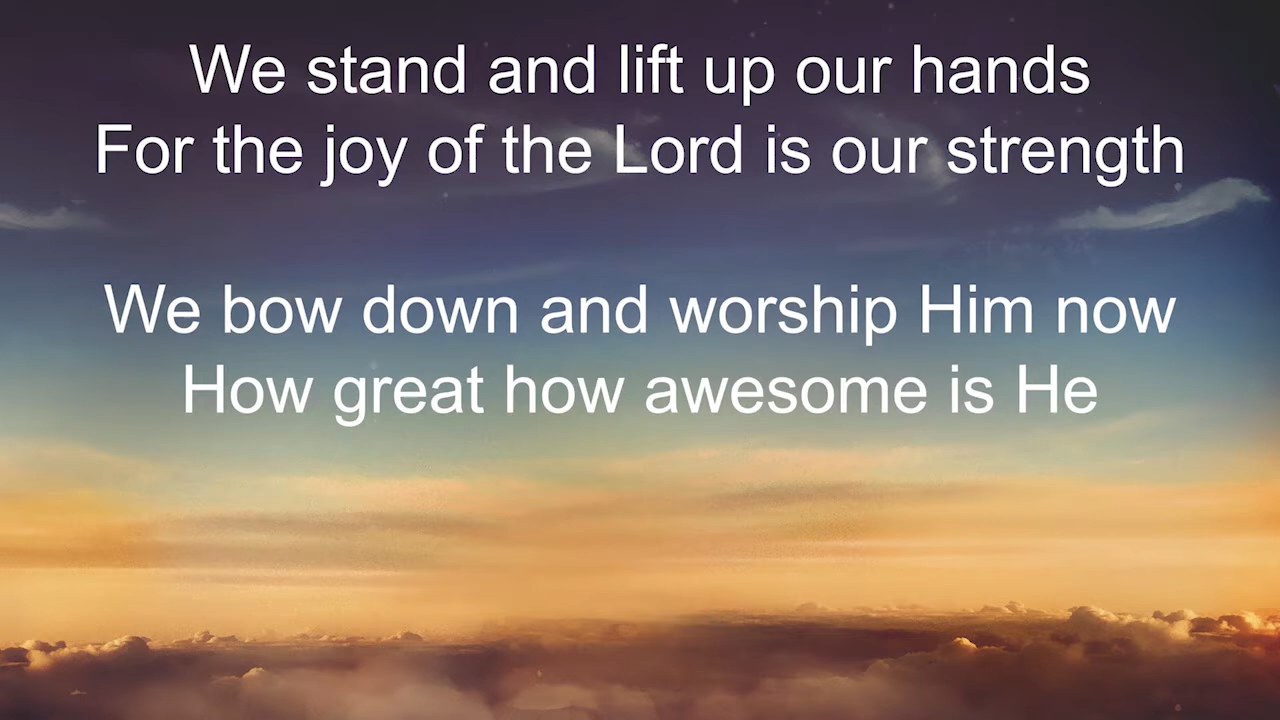 We stand and lift up our hands
For the joy of the Lord is our strength
We bow down and worship Him now
How great how awesome is He